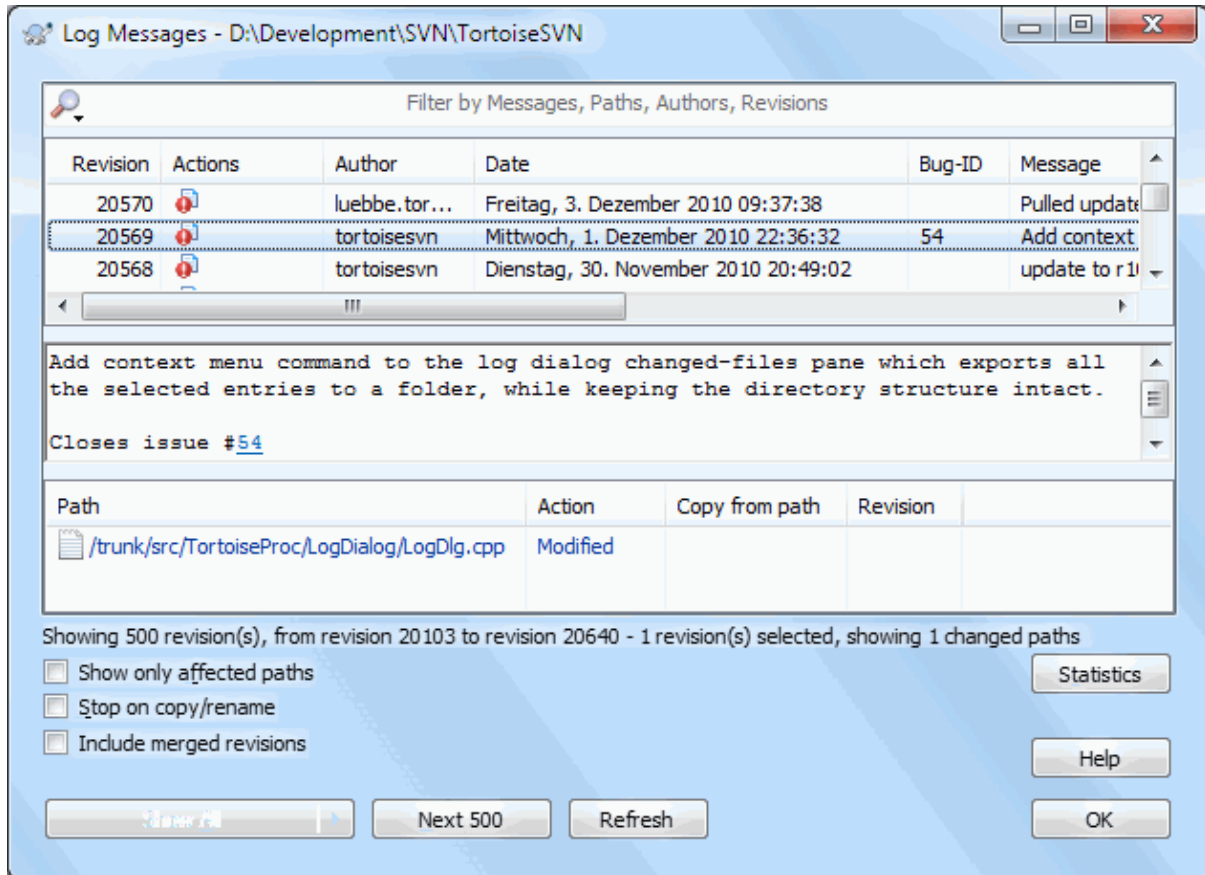 Log Messages - D:\Development\SVN\TortoiseSVN
Filter by Messages, Paths, Authors, Revisions
Revision Actions Author Date Bug-ID Message
20570 luebbe.tor... Freitag, 3. Dezember 2010 09:37:38 Pulled update
20569 tortoisesvn Mittwoch, 1. Dezember 2010 22:36:32 54 Add context
20568 tortoisesvn Dienstag, 30. November 2010 20:49:02 update to
Add context menu command to the log dialog changed-files pane which exports all
the selected entries to a folder, while keeping the directory structure intact.
Closes issue #54
Path Action Copy from path Revision
/trunk/src/TortoiseProc/LogDialog/LogDlg.cpp Modified
Showing 500 revision(s), from revision 20103 to revision 20640 - 1 revision(s) selected, showing 1 changed paths
Show only affected paths
Statistics
Stop on copy/rename
Include merged revisions
Help
Next 500 Refresh OK